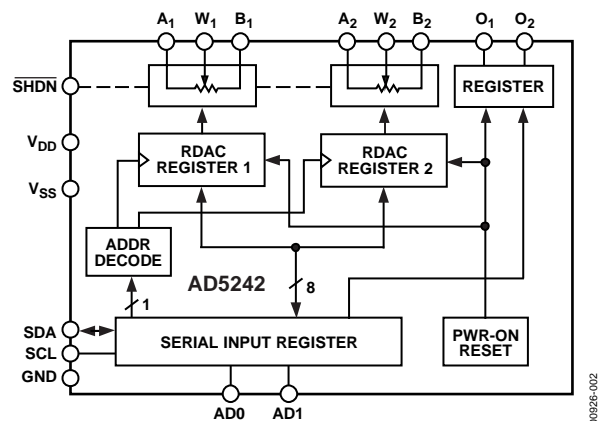 A1 W1 B1 A2 W2 B2 O1 O2
SHDN
REGISTER
VDD
RDAC
REGISTER 1
RDAC
REGISTER 2
VSS
ADDR
DECODE
AD5242
8
1
SDA
SCL
GND
SERIAL INPUT REGISTER
PWR-ON
RESET
AD0 AD1
00926-002